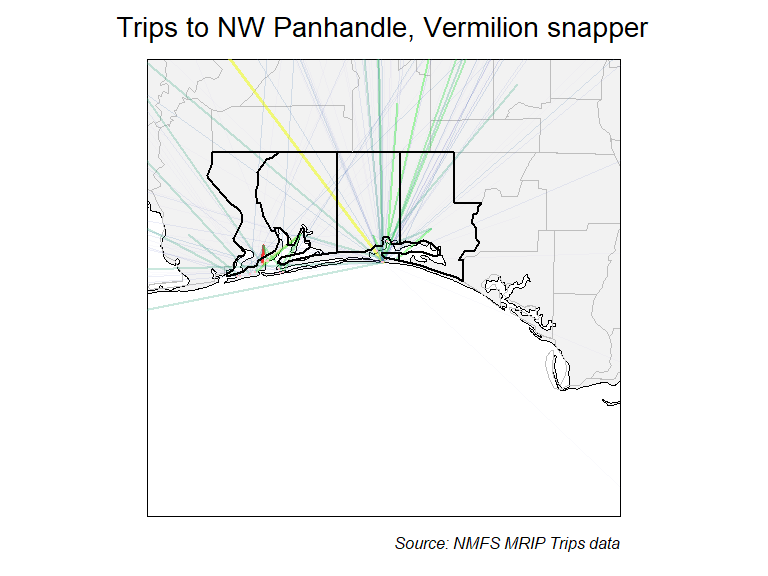 Trips to NW Panhandle, Vermilion snapper
Source: NMFS MRIP Trips data